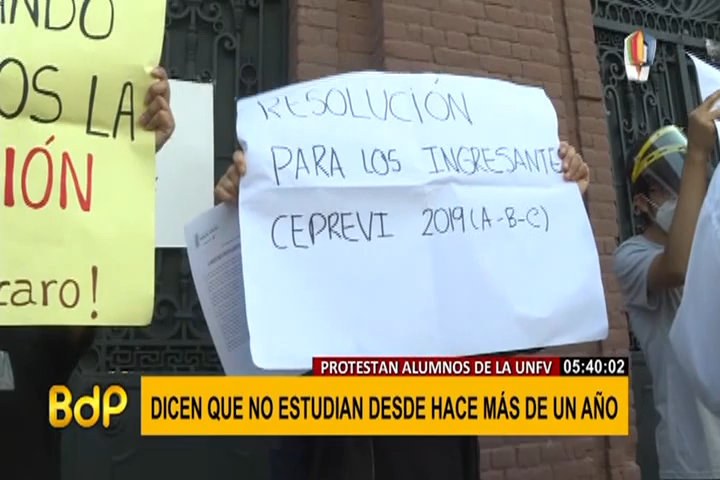 ANDO
OS LA
IÓN
caro!
RESOLUCIÓN
PARA LOS INGRESANTE
CEPREVI 2019 (A-B-C)
PROTESTAN ALUMNOS DE LA UNFV 05:40:02
BDP DICEN QUE NO ESTUDIAN DESDE HACE MÁS DE UN AÑO